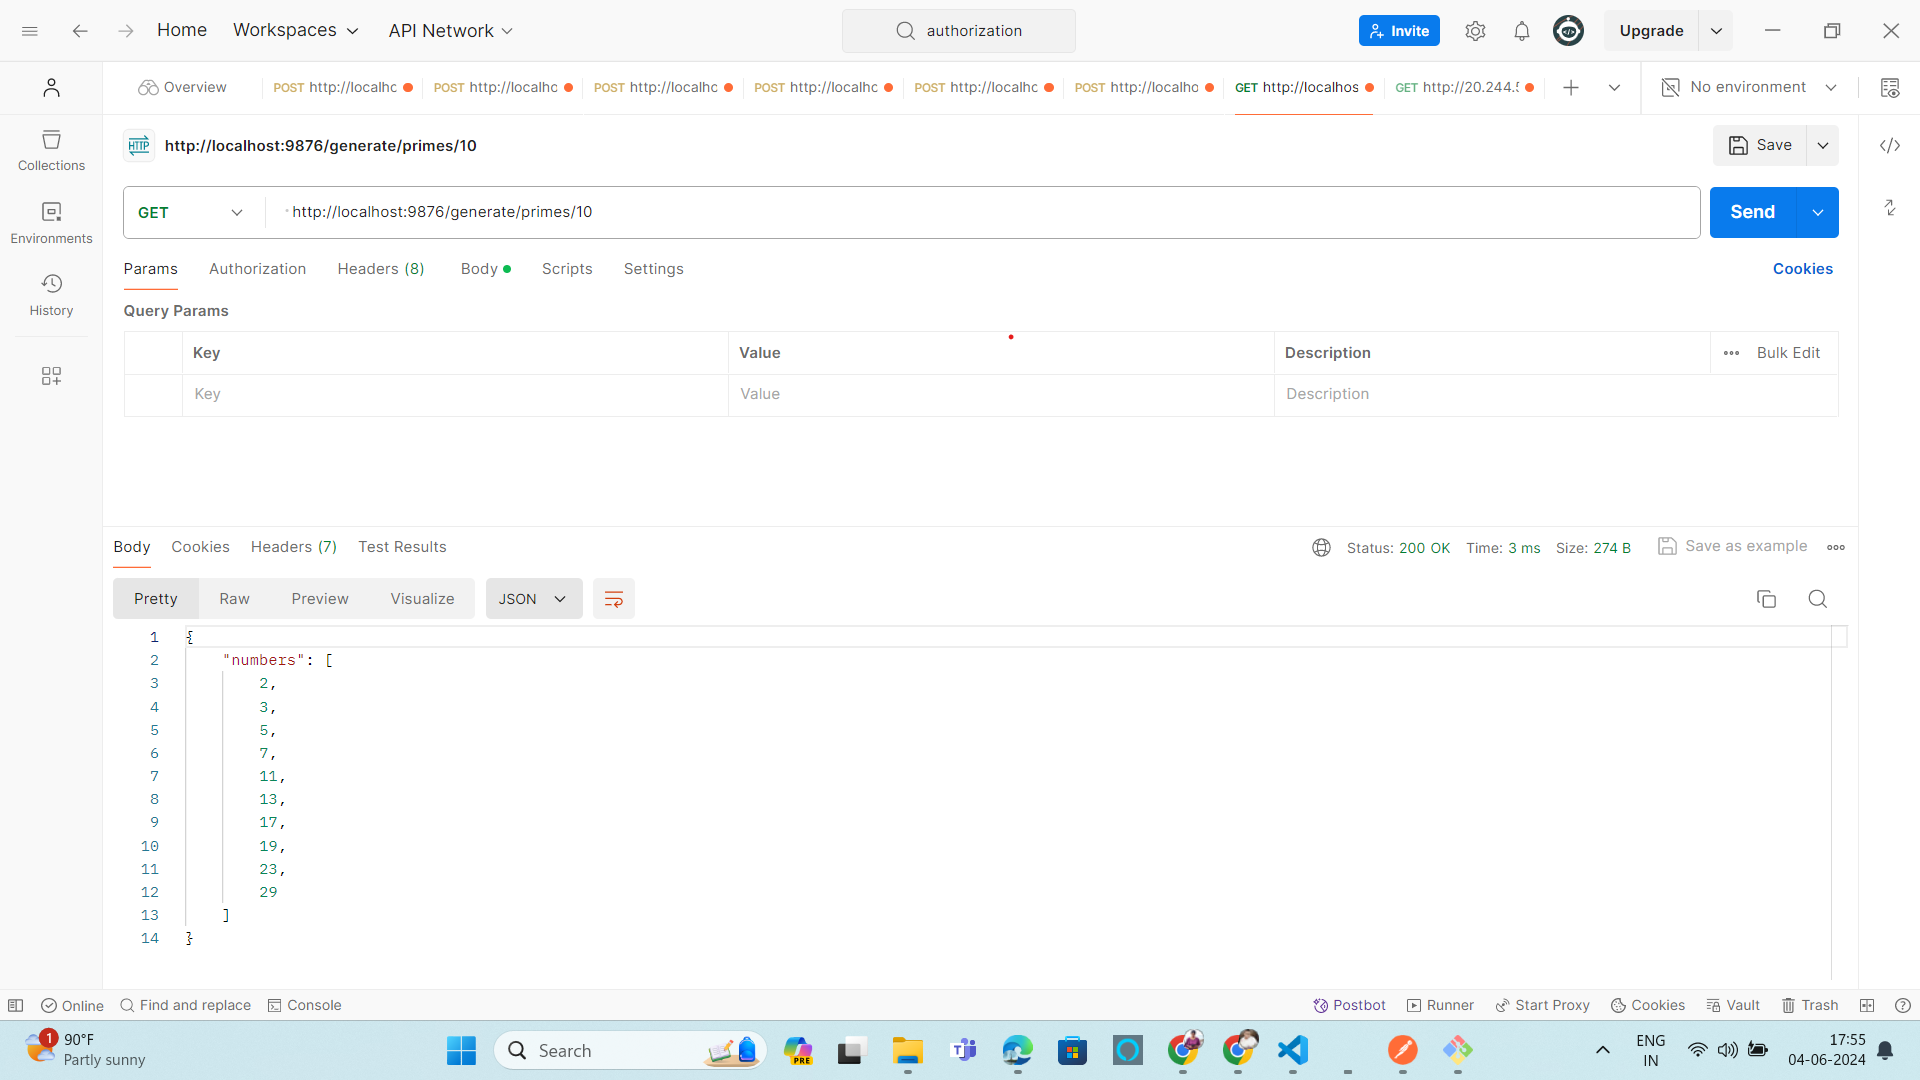 Home Workspaces API Network authorization Invite Upgrade
Overview POST http://localhc POST http://localhc POST http://localhc POST http://localhc POST http://localhc POST http://localho GET http://localhos GET http://20.244.5 No environment
HTTP http://localhost:9876/generate/primes/10 Save
GET http://localhost:9876/generate/primes/10 Send
Collections
Environments
History
Params Authorization Headers (8) Body Scripts Settings Cookies
Query Params
Key Value Description Bulk Edit
Key Value Description
Body Cookies Headers (7) Test Results Status: 200 OK Time: 3 ms Size: 274 B Save as example
Pretty Raw Preview Visualize JSON
1 {
2 "numbers": [
3 2,
4 3,
5 5,
6 7,
7 11,
8 13,
9 17,
10 19,
11 23,
12 29
13 ]
14 }
Online Find and replace Console Postbot Runner Start Proxy Cookies Vault Trash
1 90°F
Partly sunny
Search
PRE
ENG
IN
17:55
04-06-2024